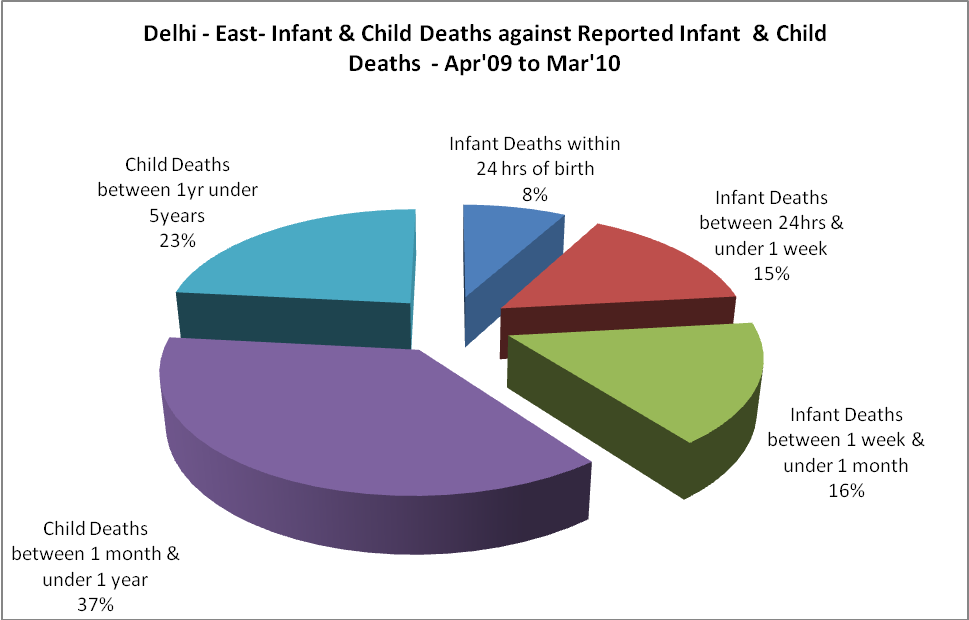 Delhi - East- Infant & Child Deaths against Reported Infant & Child
Deaths - Apr'09 to Mar'10
Infant Deaths within
24 hrs of birth
8%
Infant Deaths
between 24hrs &
under 1 week
15%
Infant Deaths
between 1 week &
under 1 month
16%
Child Deaths
between 1 month &
under 1 year
37%
Child Deaths
between 1yr under
5years
23%